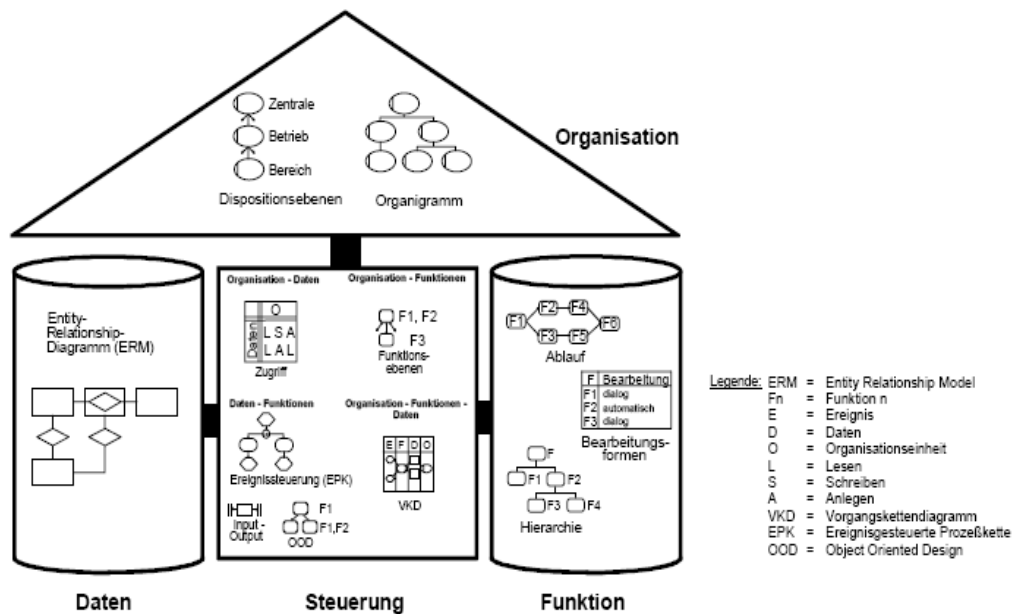 Zentrale
Betrieb
Bereich
Dispositionsebenen
Organigramm
Organisation
Entity-
Relationship-
Diagramm (ERM)
Organisation - Daten
O
Daten
L S A
L A L
Zugriff
Organisation - Funktionen
F1, F2
F3
Funktions-
ebenen
Daten - Funktionen
Ereignissteuerung (EPK)
Input -
Output
F1
F1,F2
OOD
Organisation - Funktionen -
Daten
E F D O
VKD
F1
F2
F4
F3
F5
F6
Ablauf
F Bearbeitung
F1 dialog
F2 automatisch
F3 dialog
Bearbeitungs-
formen
F
F1
F2
F3
F4
Hierarchie
Legende: ERM = Entity Relationship Model
Fn = Funktion n
E = Ereignis
D = Daten
O = Organisationseinheit
L = Lesen
S = Schreiben
A = Anlegen
VKD = Vorgangskettendiagramm
EPK = Ereignisgesteuerte Prozeßkette
OOD = Object Oriented Design
Daten
Steuerung
Funktion